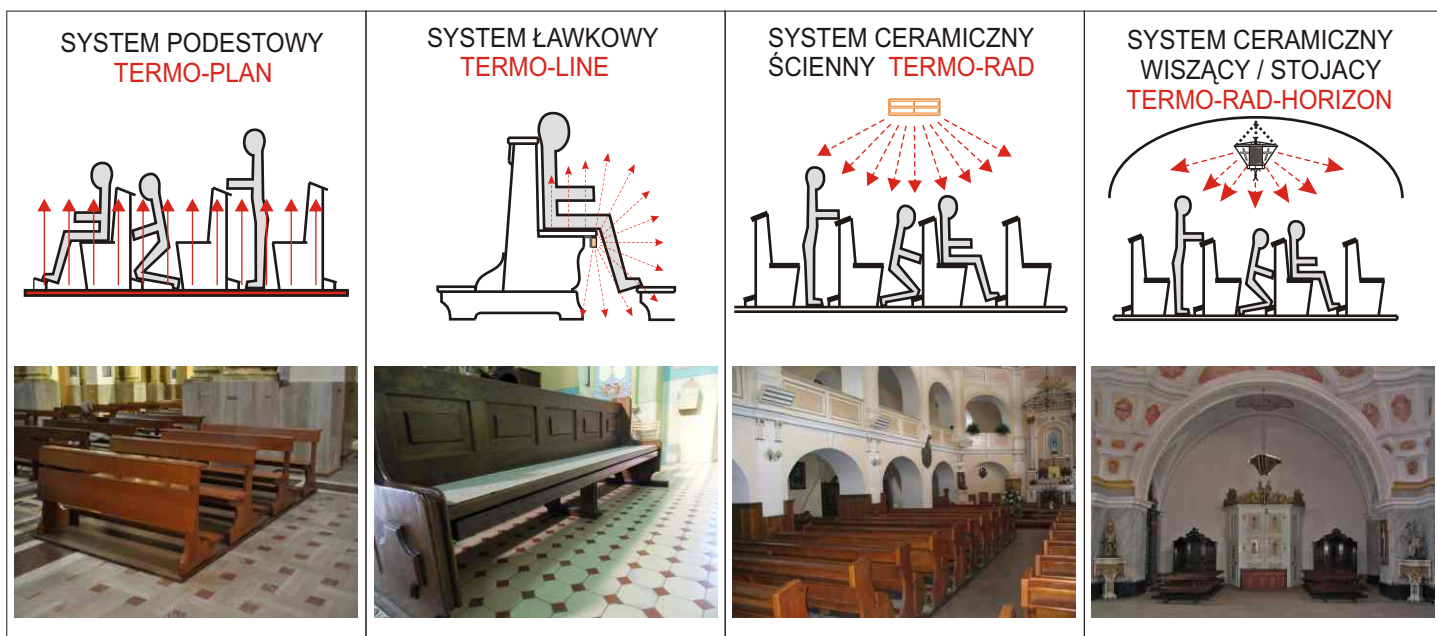 SYSTEM PODESTOWY
TERMO-PLAN
SYSTEM ŁAWKOWY
TERMO-LINE
SYSTEM CERAMICZNY
ŚCIENNY TERMO-RAD
SYSTEM CERAMICZNY
WISZĄCY / STOJACY
TERMO-RAD-HORIZON